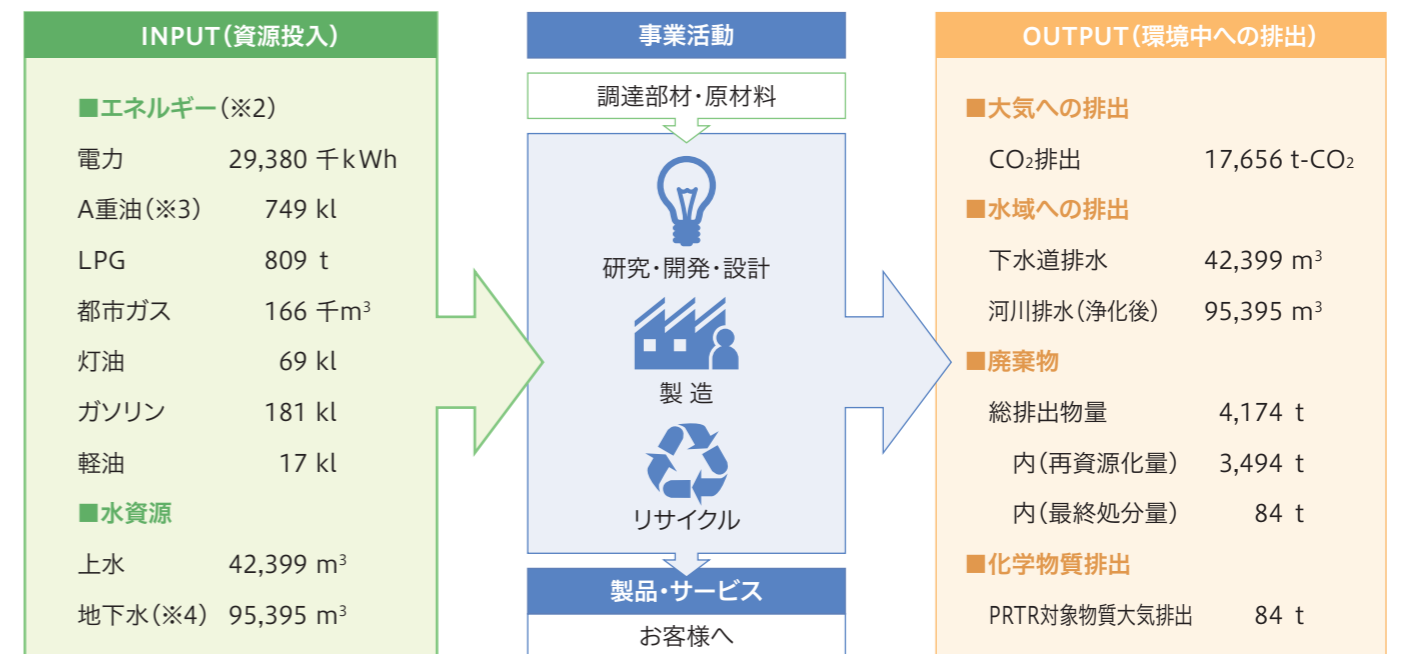 INPUT(資源投入)
■エネルギー(※2)
電力 29,380 千kWh
A重油(※3) 749 kl
LPG 809 t
都市ガス 166 千m³
灯油 69 kl
ガソリン 181 kl
軽油 17 kl
■水資源
上水 42,399 m³
地下水(※4) 95,395 m³
事業活動
調達部材・原材料
研究・開発・設計
製造
リサイクル
製品・サービス
お客様へ
OUTPUT(環境中への排出)
■大気への排出
CO₂排出 17,656 t-CO₂
■水域への排出
下水道排水 42,399 m³
河川排水(浄化後) 95,395 m³
■廃棄物
総排出物量 4,174 t
内(再資源化量) 3,494 t
内(最終処分量) 84 t
■化学物質排出
PRTR対象物質大気排出 84 t